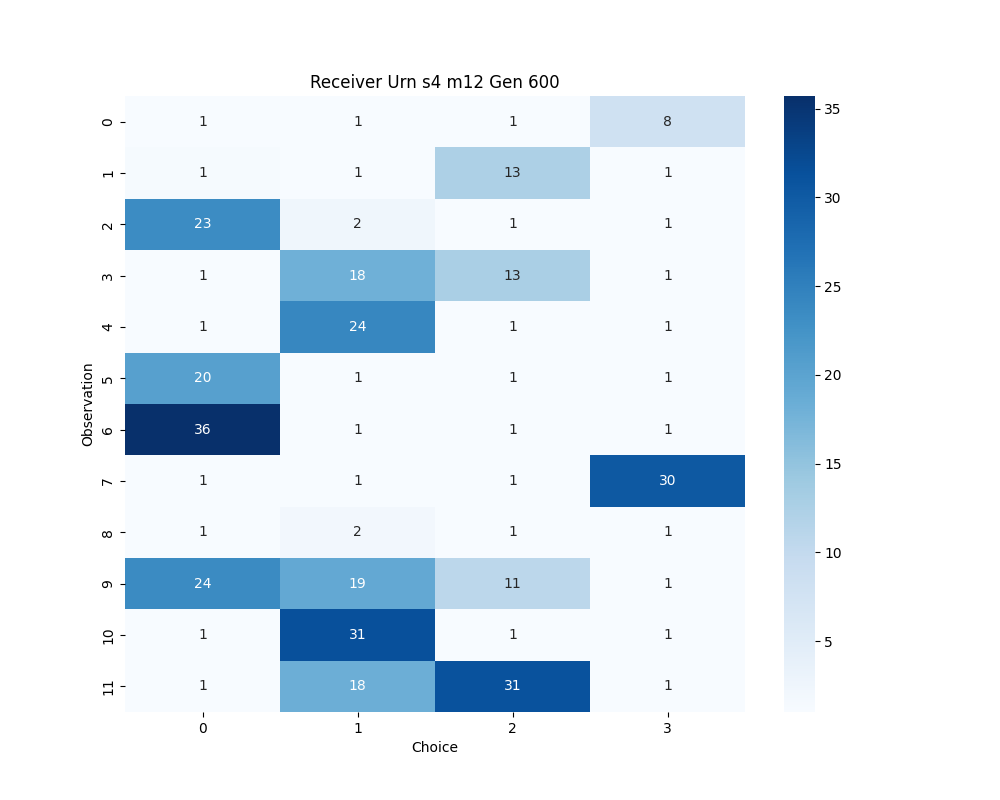 Receiver Urn s4 m12 Gen 600
0 1 1 1 8
1 1 1 13 1
2 23 2 1 1
3 1 18 13 1
4 1 24 1 1
5 20 1 1 1
6 36 1 1 1
7 1 1 1 30
8 1 2 1 1
9 24 19 11 1
10 1 31 1 1
11 1 18 31 1
0 1 2 3
Choice
Observation
35
30
25
20
15
10
5